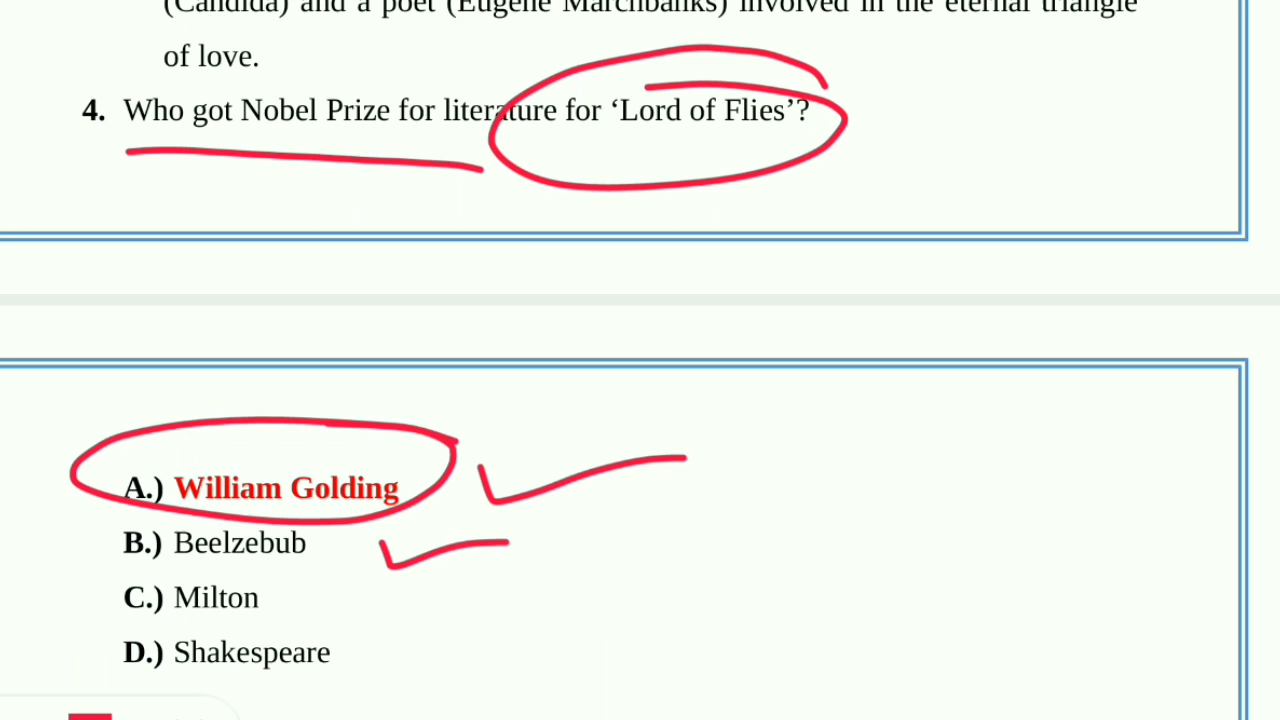 (Candida) and a poet (Eugene Marchbanks) involved in the eternal triangle
of love.
4. Who got Nobel Prize for literature for ‘Lord of Flies’?
A.) William Golding
B.) Beelzebub
C.) Milton
D.) Shakespeare